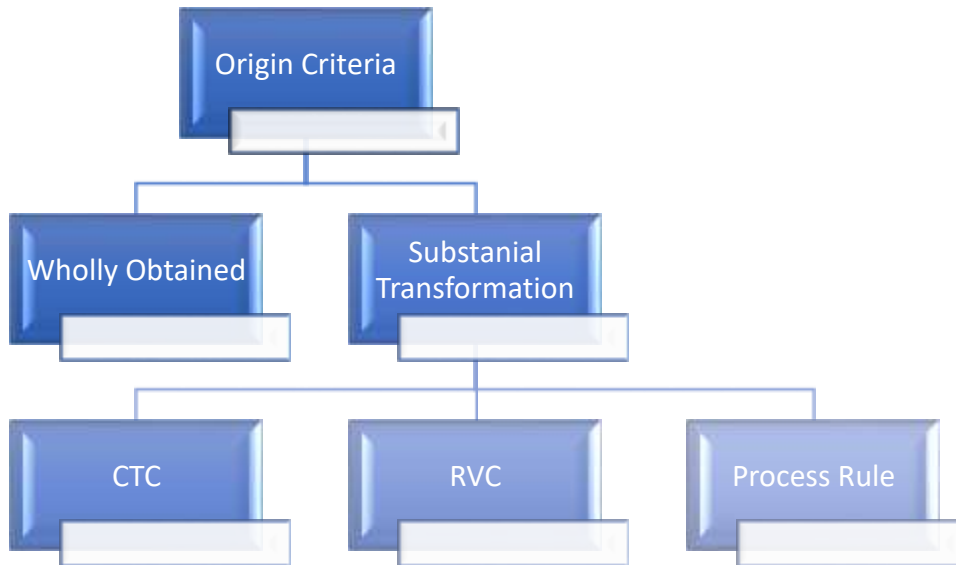 Origin Criteria
Wholly Obtained
Substanial
Transformation
CTC
RVC
Process Rule